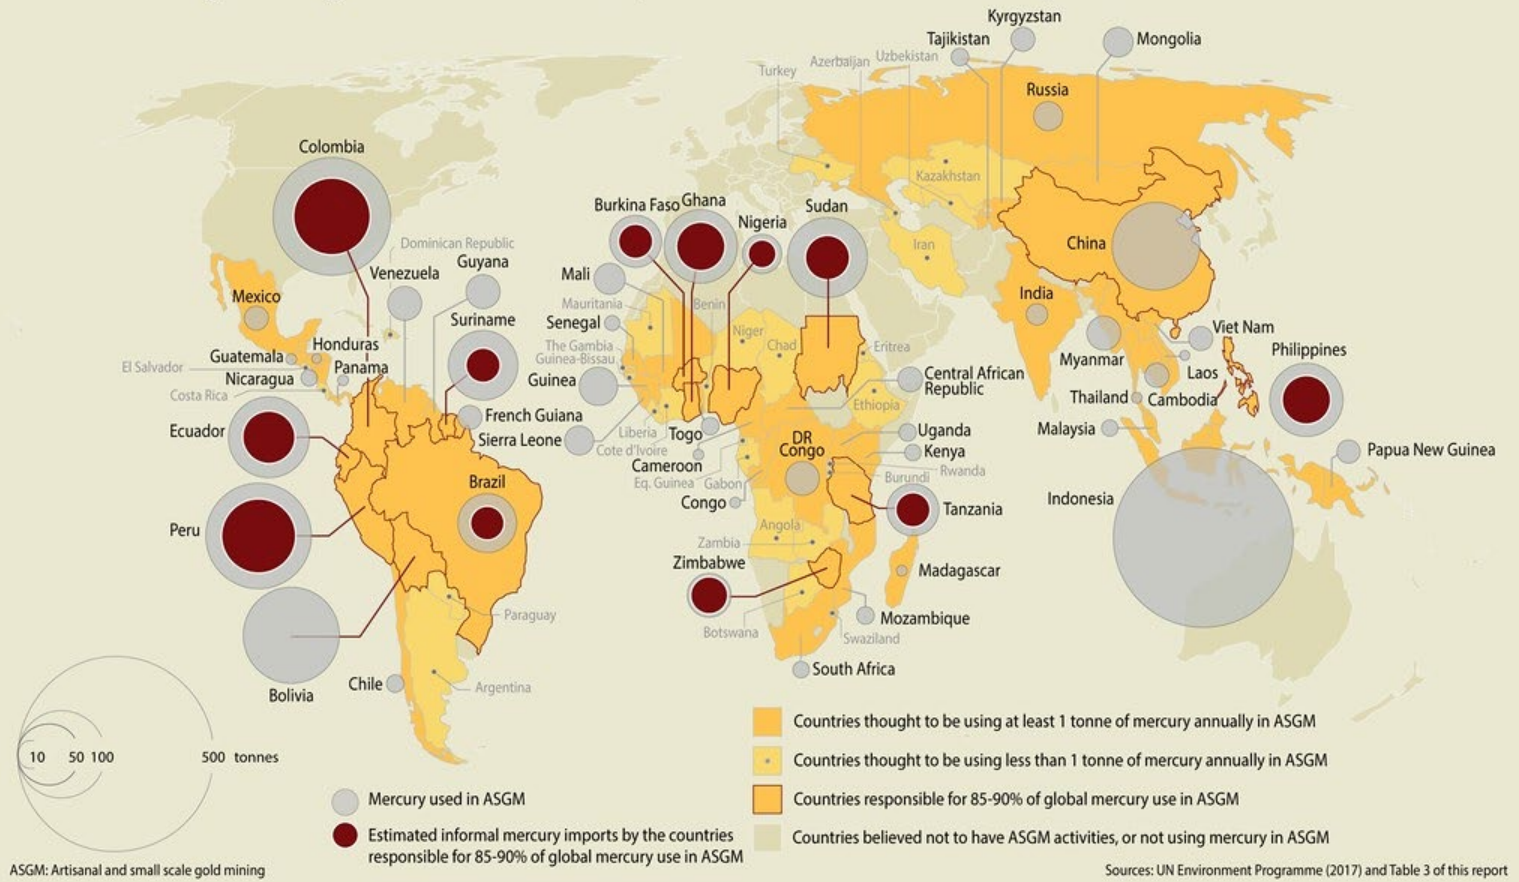 Kyrgyzstan
Tajikistan
Mongolia
Uzbekistan
Azerbaijan
Turkey
Russia
Colombia
Kazakhstan
Burkina Faso
Ghana
Nigeria
Sudan
Dominican Republic
Guyana
Venezuela
China
Iran
Mali
Mexico
India
Mauritania
Benin
Suriname
Senegal
Niger
Chad
Eritrea
Viet Nam
Honduras
Guatemala
The Gambia
Guinea-Bissau
Myanmar
Philippines
El Salvador
Panama
Nicaragua
Guinea
Central African
Republic
Laos
Costa Rica
Ethiopia
Thailand
Cambodia
French Guiana
Ecuador
Sierra Leone
Liberia
Togo
Uganda
Malaysia
Cote d'Ivoire
DR
Congo
Kenya
Papua New Guinea
Cameroon
Rwanda
Eq. Guinea
Gabon
Burundi
Brazil
Congo
Indonesia
Tanzania
Peru
Angola
Zambia
Zimbabwe
Madagascar
Paraguay
Botswana
Mozambique
Swaziland
South Africa
Bolivia
Chile
Argentina
10 50 100 500 tonnes
Mercury used in ASGM
Estimated informal mercury imports by the countries
responsible for 85-90% of global mercury use in ASGM
Countries thought to be using at least 1 tonne of mercury annually in ASGM
Countries thought to be using less than 1 tonne of mercury annually in ASGM
Countries responsible for 85-90% of global mercury use in ASGM
Countries believed not to have ASGM activities, or not using mercury in ASGM
ASGM: Artisanal and small scale gold mining
Sources: UN Environment Programme (2017) and Table 3 of this report